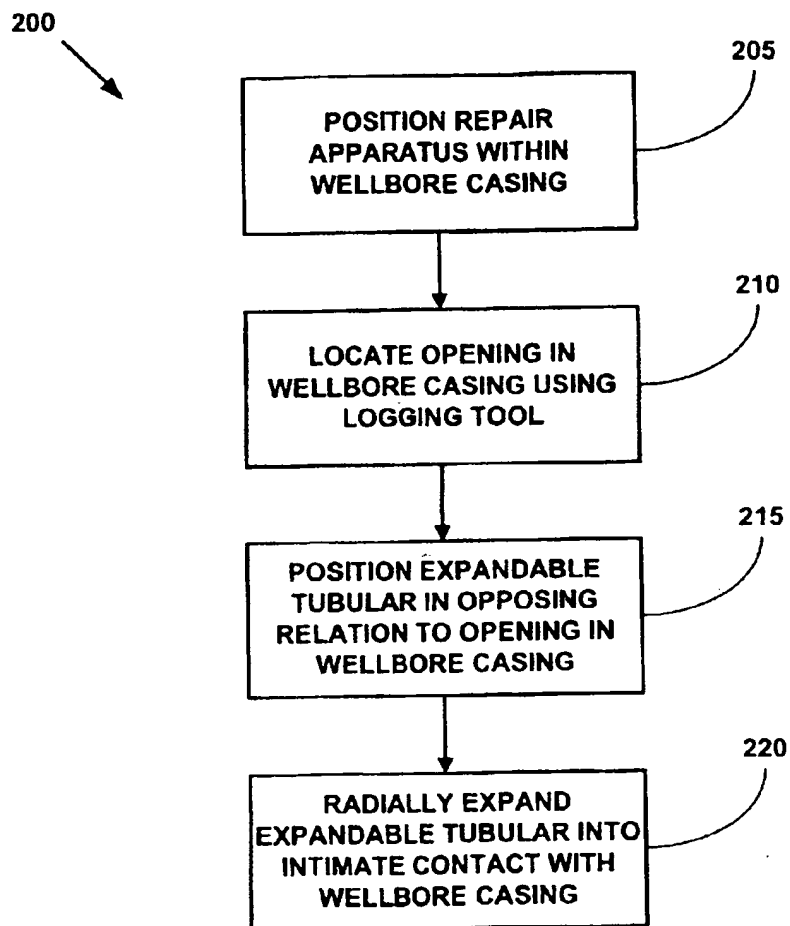 200
205
POSITION REPAIR
APPARATUS WITHIN
WELLBORE CASING
210
LOCATE OPENING IN
WELLBORE CASING USING
LOGGING TOOL
215
POSITION EXPANDABLE
TUBULAR IN OPPOSING
RELATION TO OPENING IN
WELLBORE CASING
220
RADIALLY EXPAND
EXPANDABLE TUBULAR INTO
INTIMATE CONTACT WITH
WELLBORE CASING